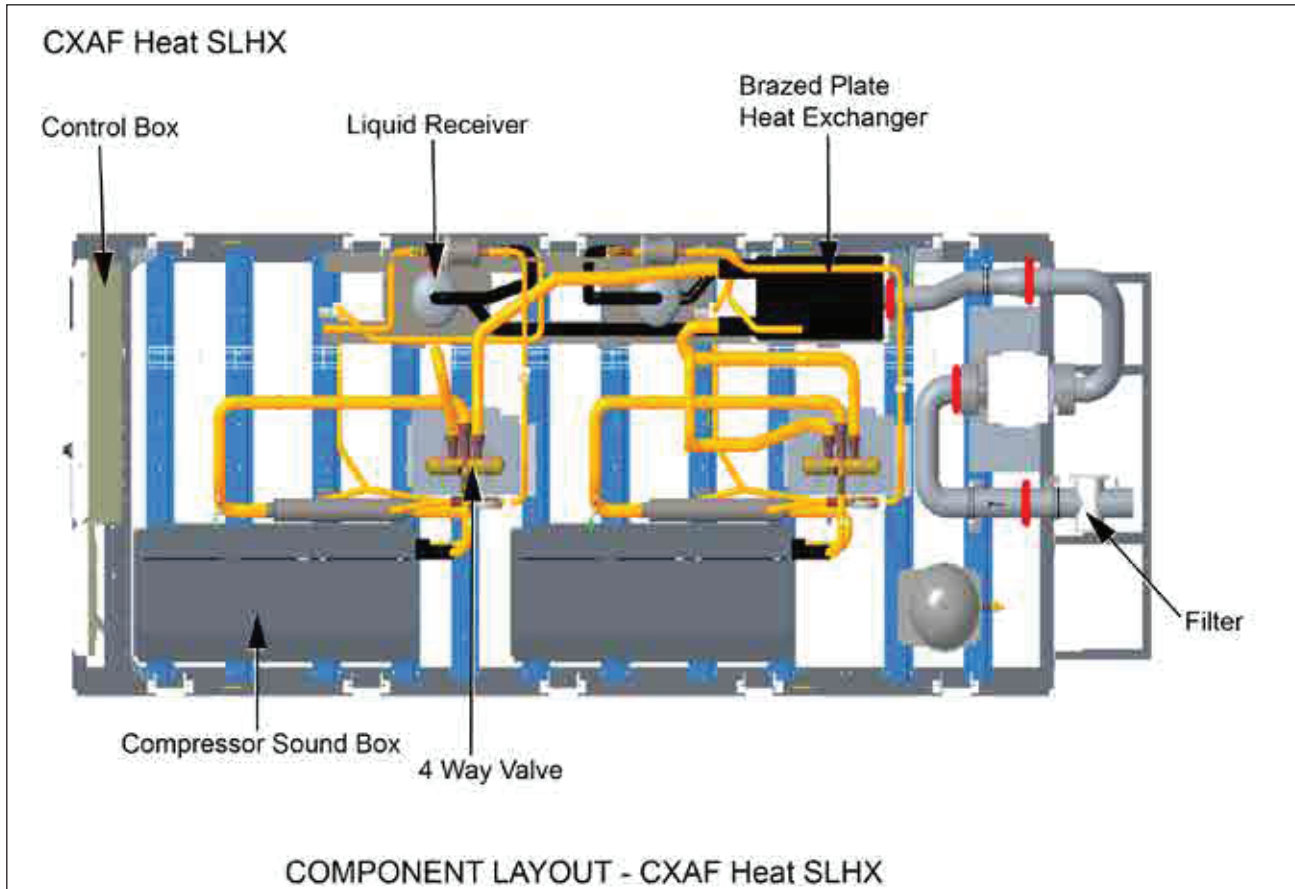 CXAF Heat SLHX
Brazed Plate
Heat Exchanger
Control Box
Liquid Receiver
Filter
Compressor Sound Box
4 Way Valve
COMPONENT LAYOUT - CXAF Heat SLHX